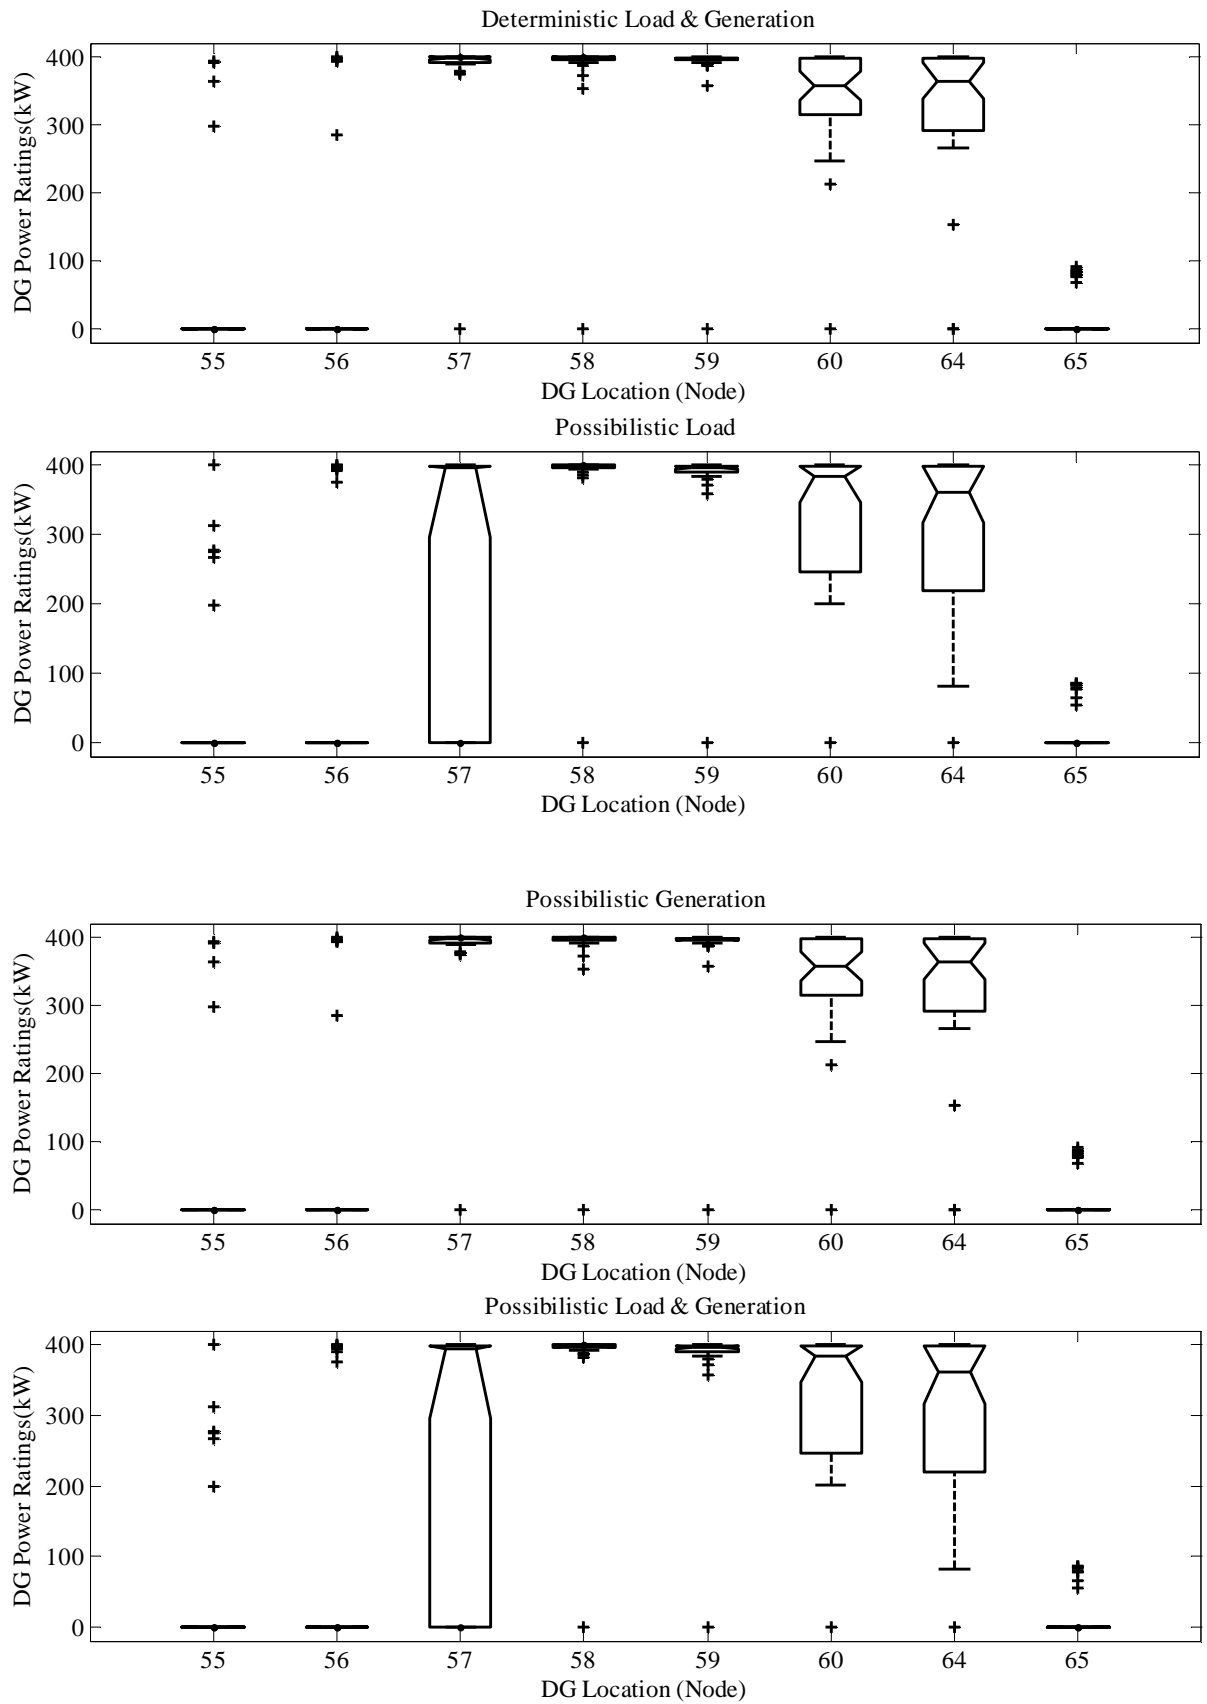 Deterministic Load & Generation
DG Power Ratings(kW)
400
300
200
100
0
55 56 57 58 59 60 64 65
DG Location (Node)
Possibilistic Load
DG Power Ratings(kW)
400
300
200
100
0
55 56 57 58 59 60 64 65
DG Location (Node)
Possibilistic Generation
DG Power Ratings(kW)
400
300
200
100
0
55 56 57 58 59 60 64 65
DG Location (Node)
Possibilistic Load & Generation
DG Power Ratings(kW)
400
300
200
100
0
55 56 57 58 59 60 64 65
DG Location (Node)